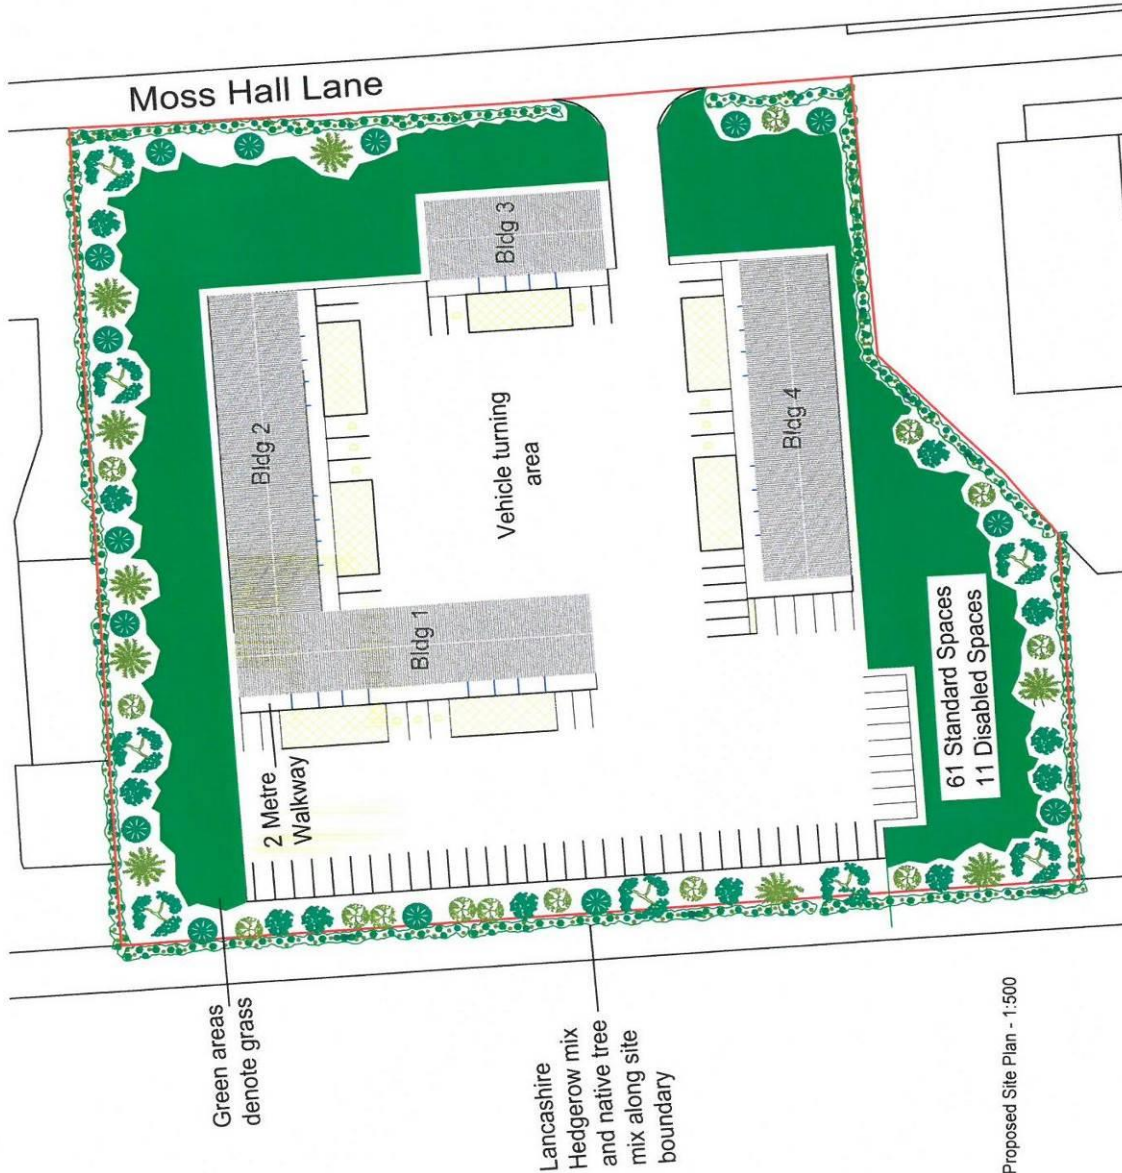 Moss Hall Lane
Bldg 3
Bldg 2
Bldg 4
Vehicle turning
area
Bldg 1
61 Standard Spaces
11 Disabled Spaces
2 Metre
Walkway
Green areas
denote grass
Lancashire
Hedgerow mix
and native tree
mix along site
boundary
Proposed Site Plan - 1:500